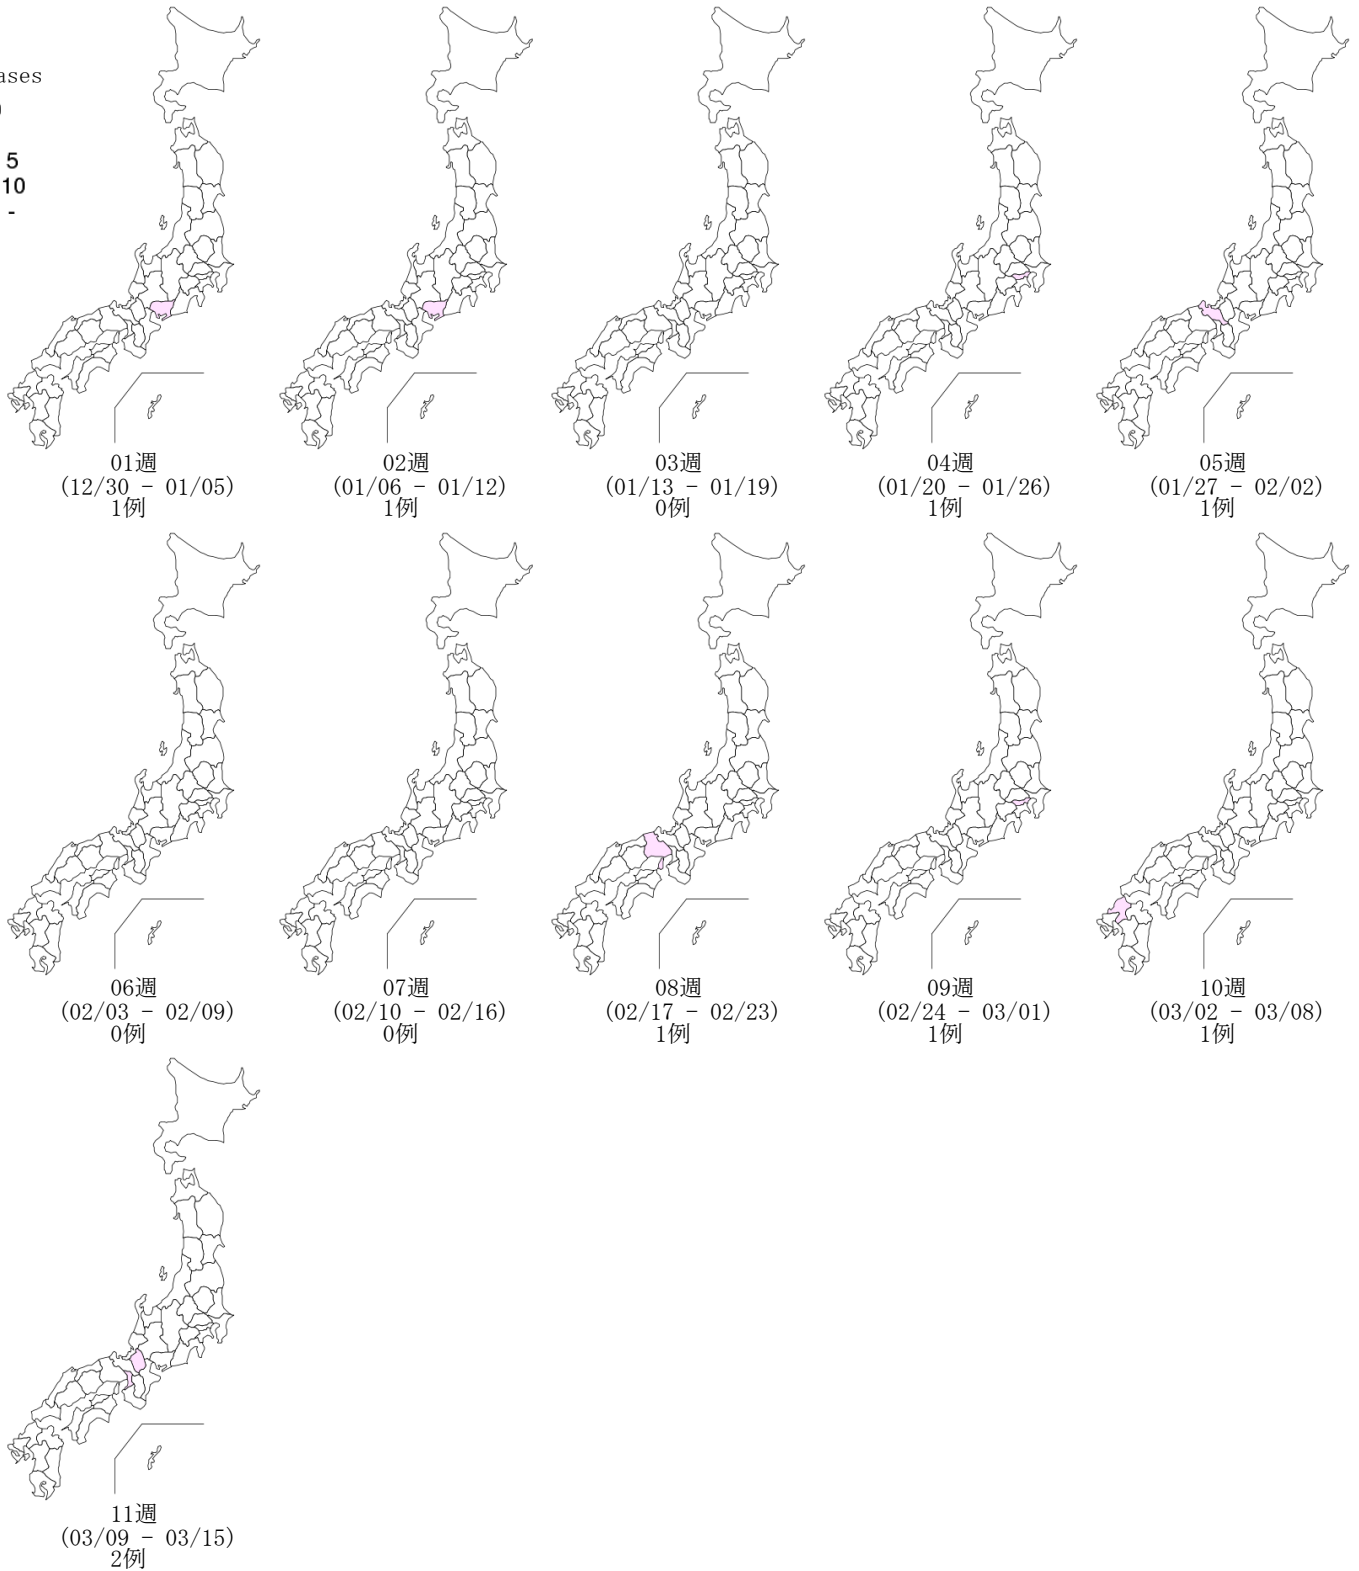 ases
5
10
-
01週
(12/30 - 01/05)
1例
02週
(01/06 - 01/12)
1例
03週
(01/13 - 01/19)
0例
04週
(01/20 - 01/26)
1例
05週
(01/27 - 02/02)
1例
06週
(02/03 - 02/09)
0例
07週
(02/10 - 02/16)
0例
08週
(02/17 - 02/23)
1例
09週
(02/24 - 03/01)
1例
10週
(03/02 - 03/08)
1例
11週
(03/09 - 03/15)
2例